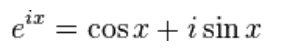 e^{ix} = cos x + i sin x